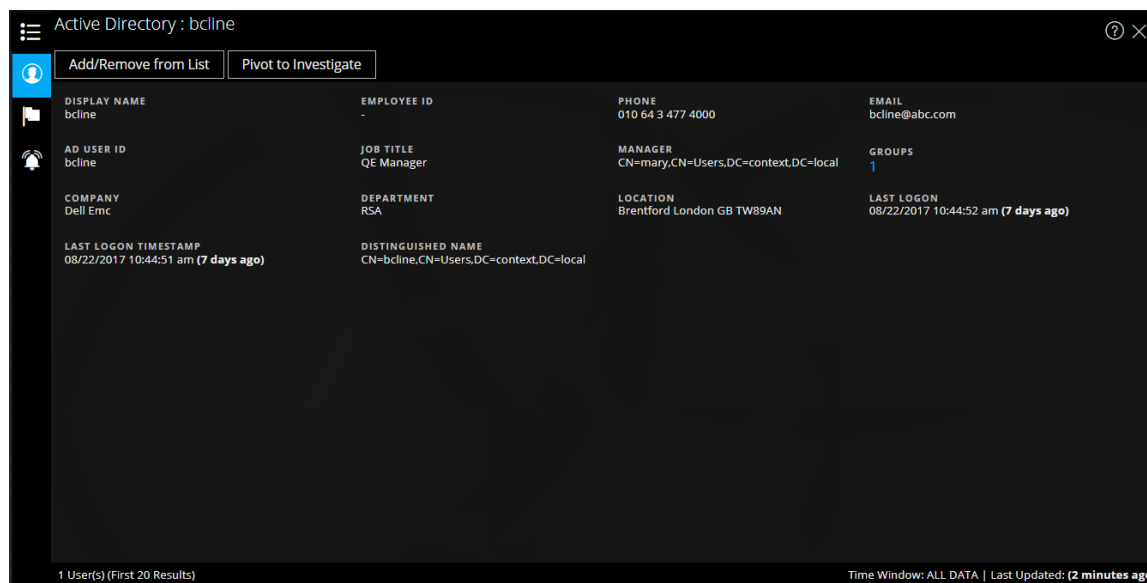 Active Directory : bcline
Add/Remove from List Pivot to Investigate
DISPLAY NAME EMPLOYEE ID PHONE EMAIL
bcline - 010 64 3 477 4000 bcline@abc.com
AD USER ID JOB TITLE MANAGER GROUPS
bcline QE Manager CN=mary,CN=Users,DC=context,DC=local 1
COMPANY DEPARTMENT LOCATION LAST LOGON
Dell Emc RSA Brentford London GB TW89AN 08/22/2017 10:44:52 am (7 days ago)
LAST LOGON TIMESTAMP DISTINGUISHED NAME
08/22/2017 10:44:51 am (7 days ago) CN=bcline,CN=Users,DC=context,DC=local
1 User(s) (First 20 Results) Time Window: ALL DATA | Last Updated: (2 minutes ago